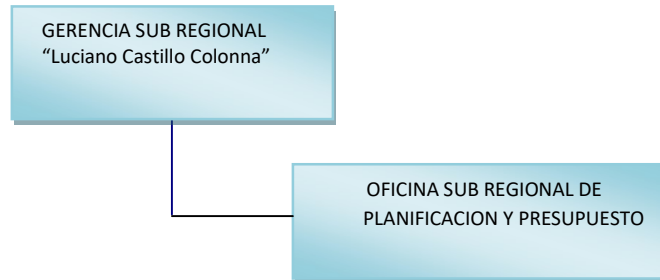 GERENCIA SUB REGIONAL
“Luciano Castillo Colonna”
OFICINA SUB REGIONAL DE
PLANIFICACION Y PRESUPUESTO